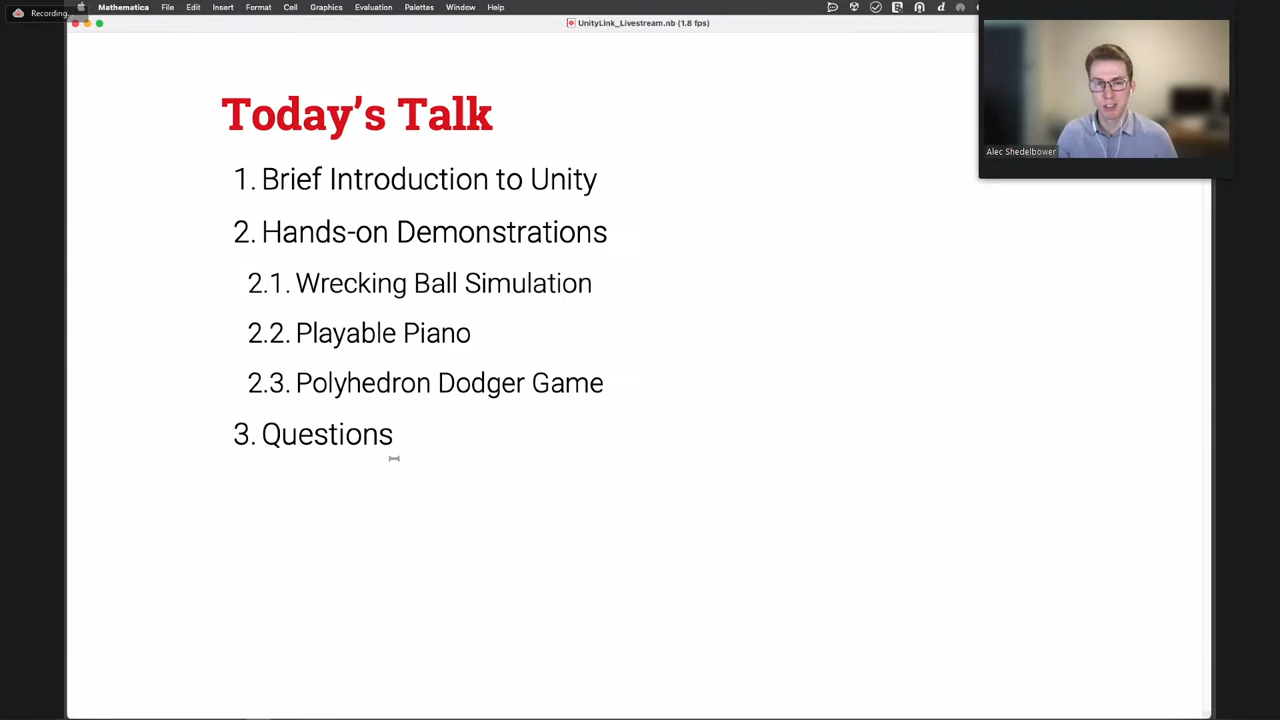 Recording...
Mathematica File Edit Insert Format Cell Graphics Evaluation Palettes Window Help
UnityLink_Livestream.nb (1.8 fps)
Today's Talk
1. Brief Introduction to Unity
2. Hands-on Demonstrations
2.1. Wrecking Ball Simulation
2.2. Playable Piano
2.3. Polyhedron Dodger Game
3. Questions
Alec Shedelbower